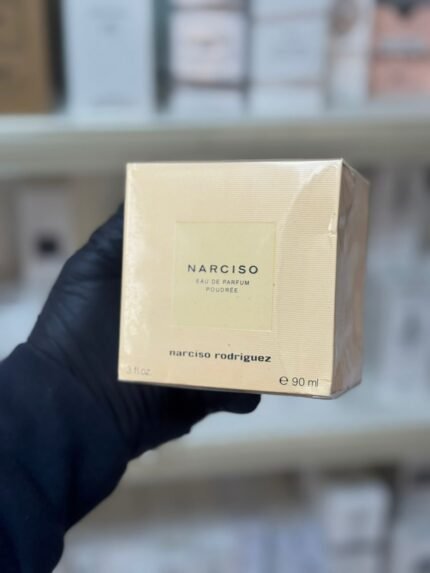 NARCISO
EAU DE PARFUM
POUDRÉE
narciso rodriguez
3 fl.oz.
e 90 ml